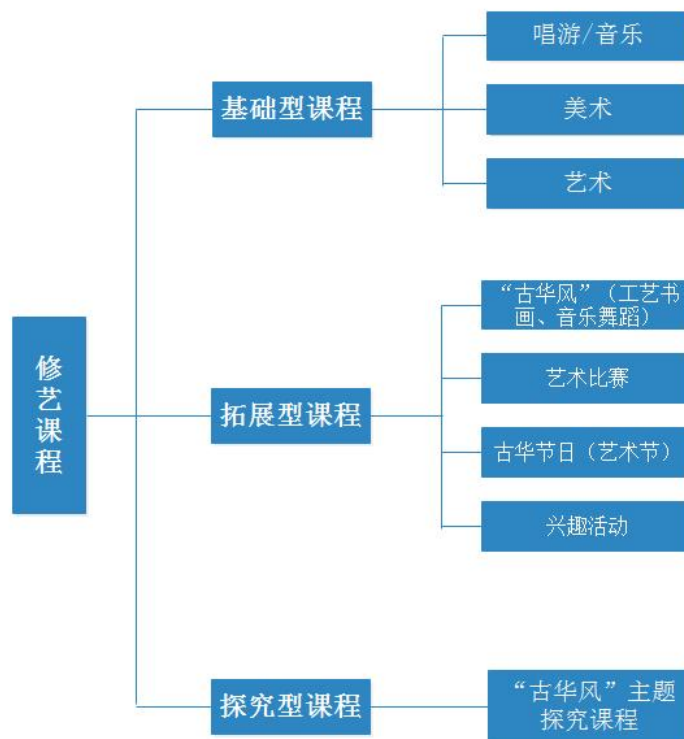 修艺课程
基础型课程
唱游/音乐
美术
艺术
拓展型课程
“古华风”（工艺书
画、音乐舞蹈）
艺术比赛
古华节日（艺术节）
兴趣活动
探究型课程
“古华风”主题
探究课程